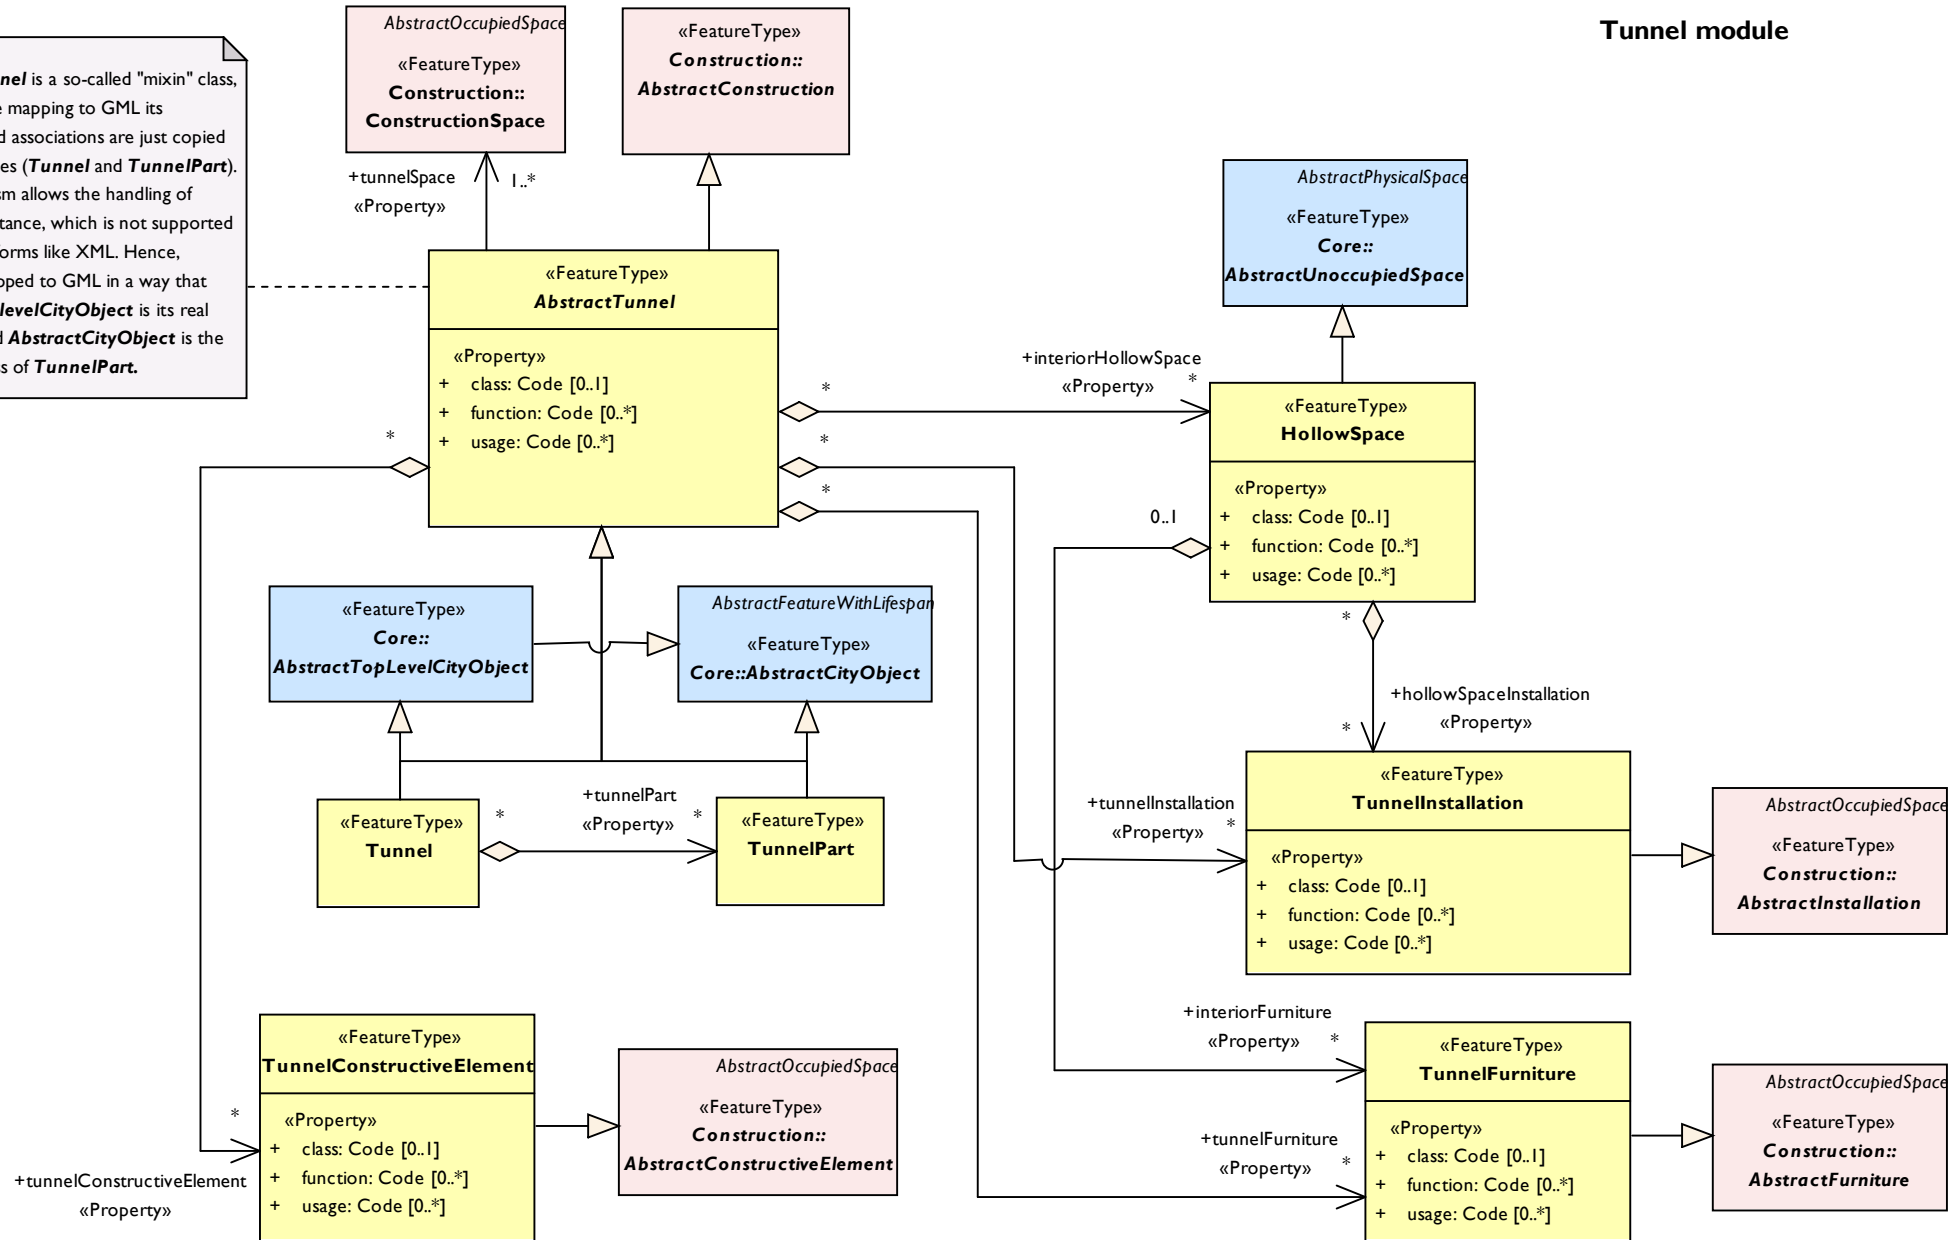 Tunnel module
nel is a so-called "mixin" class,
e mapping to GML its
d associations are just copied
es (Tunnel and TunnelPart).
sm allows the handling of
tance, which is not supported
orms like XML. Hence,
pped to GML in a way that
levelCityObject is its real
d AbstractCityObject is the
s of TunnelPart.
AbstractOccupiedSpace
«FeatureType»
Construction::
ConstructionSpace
«FeatureType»
Construction::
AbstractConstruction
+tunnelSpace
«Property»
1..*
«FeatureType»
AbstractTunnel
«Property»
+ class: Code [0..1]
+ function: Code [0..*]
+ usage: Code [0..*]
*
*
*
*
AbstractPhysicalSpace
«FeatureType»
Core::
AbstractUnoccupiedSpace
+interiorHollowSpace
«Property»
*
«FeatureType»
HollowSpace
«Property»
+ class: Code [0..1]
+ function: Code [0..*]
+ usage: Code [0..*]
0..1
*
+hollowSpaceInstallation
«Property»
*
«FeatureType»
Core::
AbstractTopLevelCityObject
AbstractFeatureWithLifespan
«FeatureType»
Core::AbstractCityObject
«FeatureType»
Tunnel
*
+tunnelPart
«Property»
*
«FeatureType»
TunnelPart
+tunnelInstallation
«Property»
*
«FeatureType»
TunnelInstallation
«Property»
+ class: Code [0..1]
+ function: Code [0..*]
+ usage: Code [0..*]
AbstractOccupiedSpace
«FeatureType»
Construction::
AbstractInstallation
«FeatureType»
TunnelConstructiveElement
«Property»
+ class: Code [0..1]
+ function: Code [0..*]
+ usage: Code [0..*]
*
+tunnelConstructiveElement
«Property»
AbstractOccupiedSpace
«FeatureType»
Construction::
AbstractConstructiveElement
+interiorFurniture
«Property»
*
+tunnelFurniture
«Property»
*
«FeatureType»
TunnelFurniture
«Property»
+ class: Code [0..1]
+ function: Code [0..*]
+ usage: Code [0..*]
AbstractOccupiedSpace
«FeatureType»
Construction::
AbstractFurniture